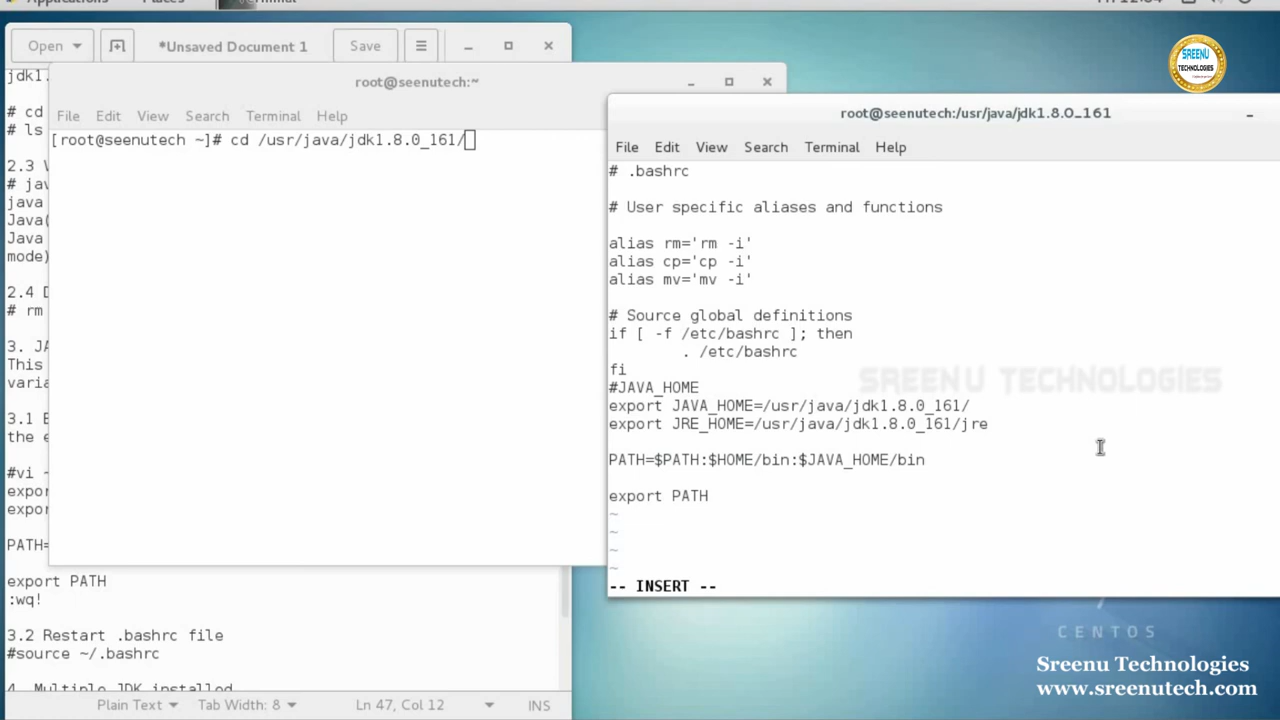 Open
*Unsaved Document 1
Save
jdk1.
# cd
# ls
2.3 V
# jav
java
Java(
Java
mode)
2.4 D
# rm
3. JA
This
varia
3.1 E
the e
#vi ~
expor
expor
PATH=
export PATH
:wq!
3.2 Restart .bashrc file
#source ~/.bashrc
4. Multiple JDK installed
Plain Text
Tab Width: 8
Ln 47, Col 12
INS
root@seenutech:~
File Edit View Search Terminal Help
[root@seenutech ~]# cd /usr/java/jdk1.8.0_161/
root@seenutech:/usr/java/jdk1.8.0_161
File Edit View Search Terminal Help
# .bashrc
# User specific aliases and functions
alias rm='rm -i'
alias cp='cp -i'
alias mv='mv -i'
# Source global definitions
if [ -f /etc/bashrc ]; then
. /etc/bashrc
fi
#JAVA_HOME
export JAVA_HOME=/usr/java/jdk1.8.0_161/
export JRE_HOME=/usr/java/jdk1.8.0_161/jre
PATH=$PATH:$HOME/bin:$JAVA_HOME/bin
export PATH
~
~
~
~
-- INSERT --
SREENU
TECHNOLOGIES
SREENU TECHNOLOGIES
CENTOS
Sreenu Technologies
www.sreenutech.com